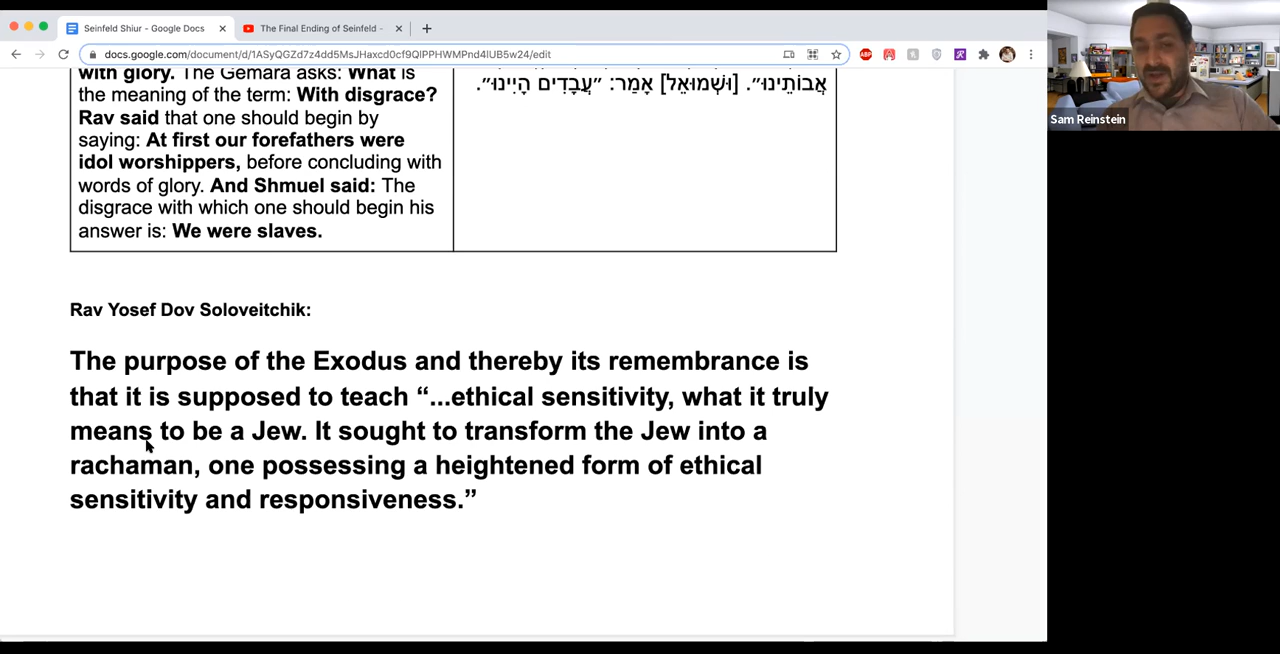 Seinfeld Shiur - Google Docs
The Final Ending of Seinfeld -
docs.google.com/document/d/1ASyQGZd7z4dd5MsJHaxcd0cf9QlPPHWMPnd4lUB5w24/edit
ABP
Sam Reinstein
with glory. The Gemara asks: What is
the meaning of the term: With disgrace?
Rav said that one should begin by
saying: At first our forefathers were
idol worshippers, before concluding with
words of glory. And Shmuel said: The
disgrace with which one should begin his
answer is: We were slaves.
אֲבוֹתֵינוּ״. [וּשְׁמוּאֵל] אָמַר: ״עֲבָדִים הָיִינוּ״.
Rav Yosef Dov Soloveitchik:
The purpose of the Exodus and thereby its remembrance is
that it is supposed to teach “...ethical sensitivity, what it truly
means to be a Jew. It sought to transform the Jew into a
rachaman, one possessing a heightened form of ethical
sensitivity and responsiveness.”